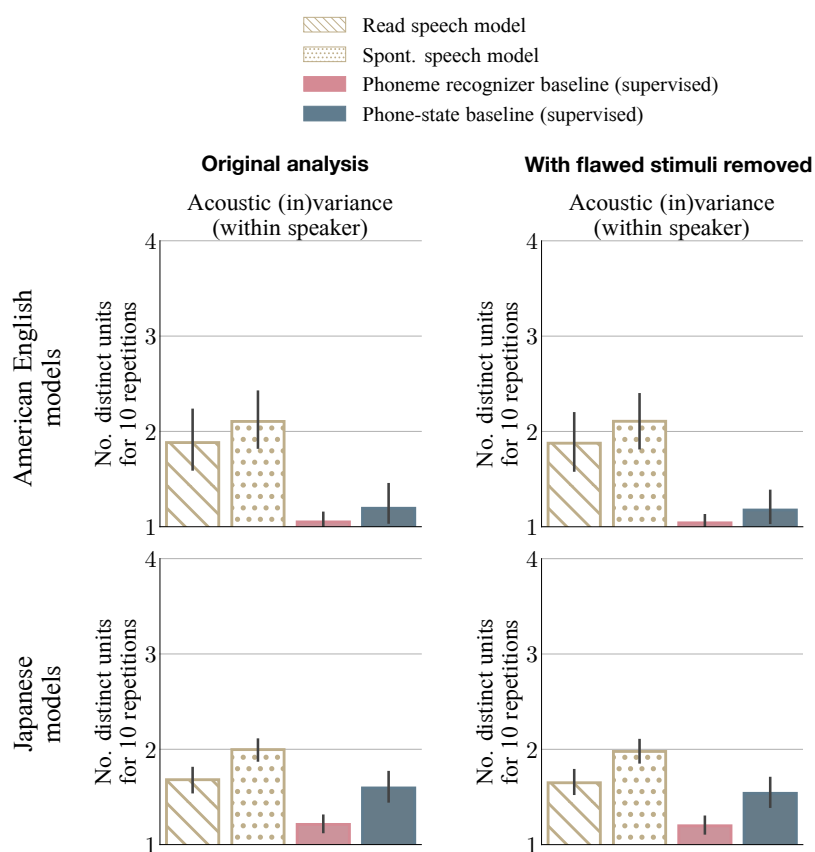 Read speech model
Spont. speech model
Phoneme recognizer baseline (supervised)
Phone-state baseline (supervised)
Original analysis
With flawed stimuli removed
Acoustic (in)variance
(within speaker)
Acoustic (in)variance
(within speaker)
American English
models
No. distinct units
for 10 repetitions
4
3
2
1
No. distinct units
for 10 repetitions
4
3
2
1
Japanese
models
No. distinct units
for 10 repetitions
4
3
2
1
No. distinct units
for 10 repetitions
4
3
2
1